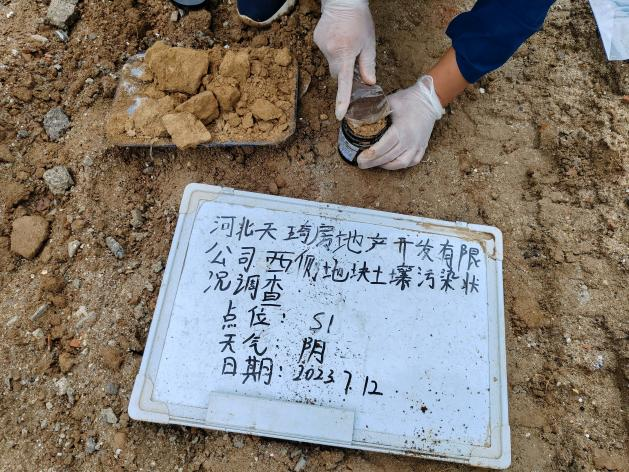 河北天琦房地产开发有限
公司西侧地块土壤污染状
况调查
点位: S1
天气: 阴
日期: 2023.7.12